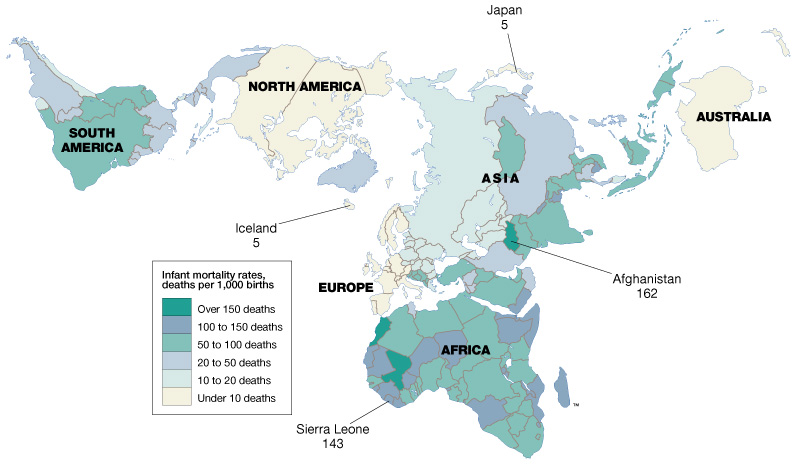 Japan
5
NORTH AMERICA
SOUTH
AMERICA
AUSTRALIA
ASIA
Iceland
5
Afghanistan
162
EUROPE
Infant mortality rates,
deaths per 1,000 births
Over 150 deaths
100 to 150 deaths
50 to 100 deaths
20 to 50 deaths
10 to 20 deaths
Under 10 deaths
AFRICA
Sierra Leone
143
™